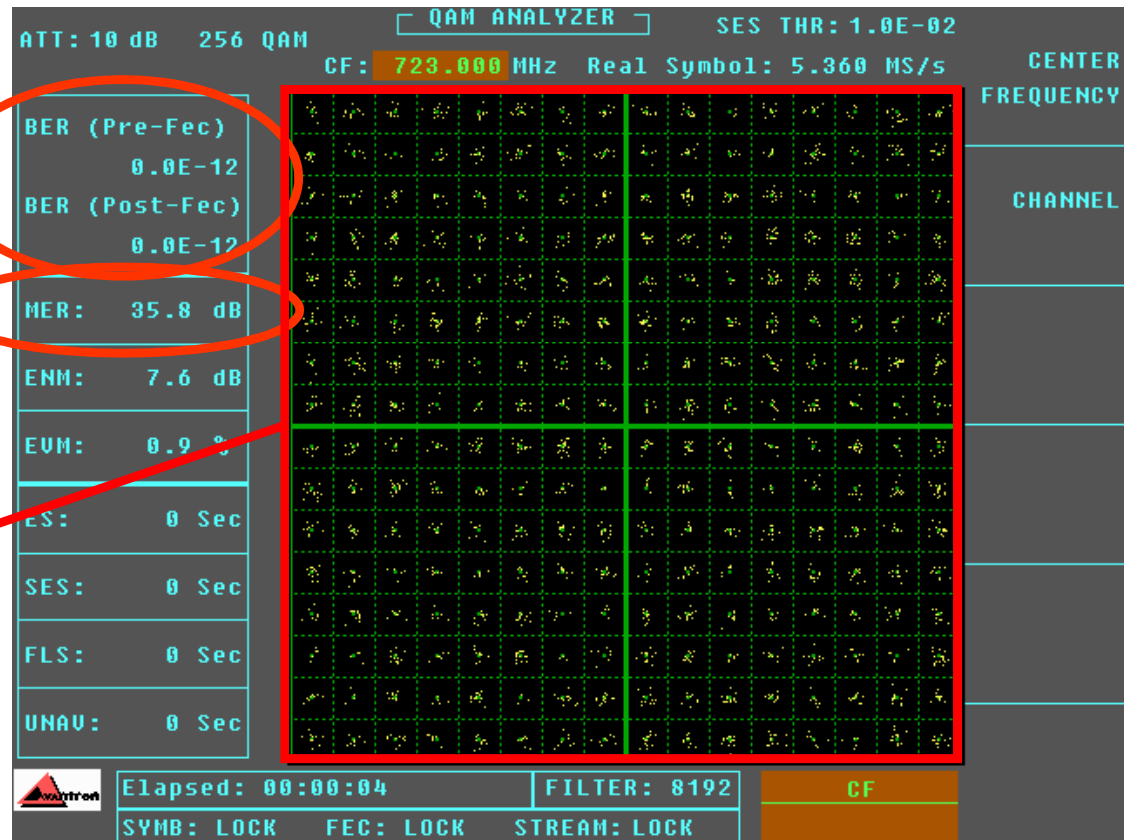 QAM ANALYZER
ATT: 10 dB 256 QAM
SES THR: 1.0E-02
CF: 723.000 MHz Real Symbol: 5.360 MS/s
CENTER
FREQUENCY
BER (Pre-Fec)
0.0E-12
BER (Post-Fec)
0.0E-12
CHANNEL
MER: 35.8 dB
ENM: 7.6 dB
EVM: 0.9 %
ES: 0 Sec
SES: 0 Sec
FLS: 0 Sec
UNAV: 0 Sec
Avantron
Elapsed: 00:00:04
FILTER: 8192
CF
SYMB: LOCK FEC: LOCK STREAM: LOCK